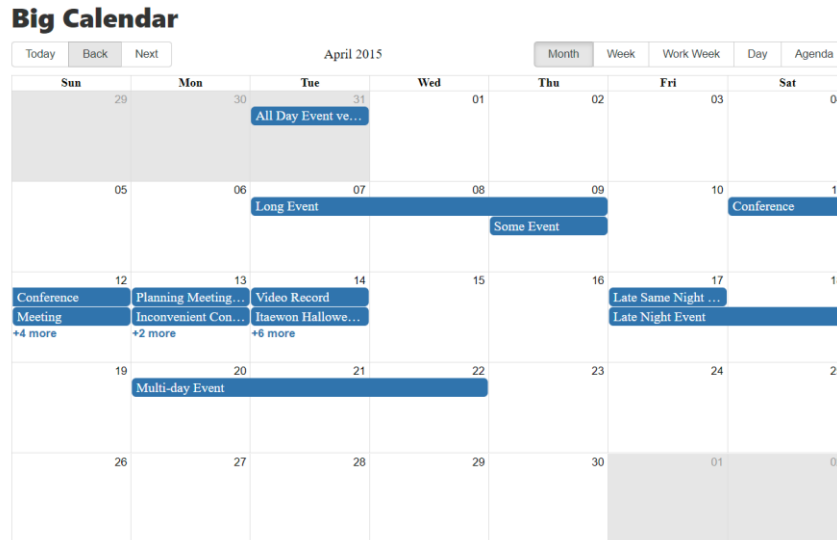 Big Calendar
Today Back Next April 2015 Month Week Work Week Day Agenda
Sun Mon Tue Wed Thu Fri Sat
29 30 31 01 02 03
All Day Event ve…
05 06 07 08 09 10
Long Event Conference
Some Event
12 13 14 15 16 17
Conference Planning Meeting… Video Record Late Same Night …
Meeting Inconvenient Con… Itaewon Hallowe… Late Night Event
+4 more +2 more +6 more
19 20 21 22 23 24
Multi-day Event
26 27 28 29 30 01